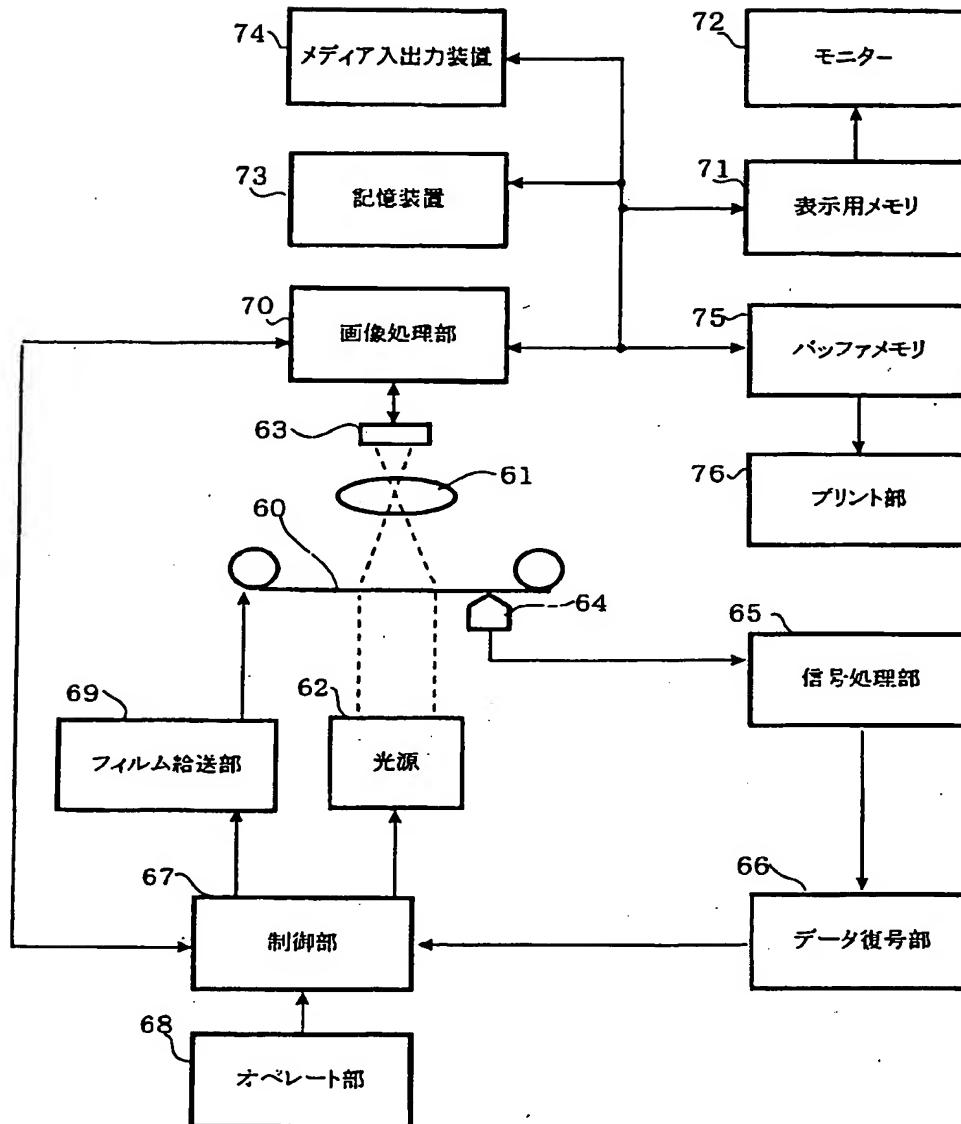 74
メディア入出力装置
72
モニター
73
記憶装置
71
表示用メモリ
70
画像処理部
75
バッファメモリ
63
61
76
プリント部
60
64
65
信号処理部
69
フィルム給送部
62
光源
67
制御部
66
データ復号部
68
オペレート部